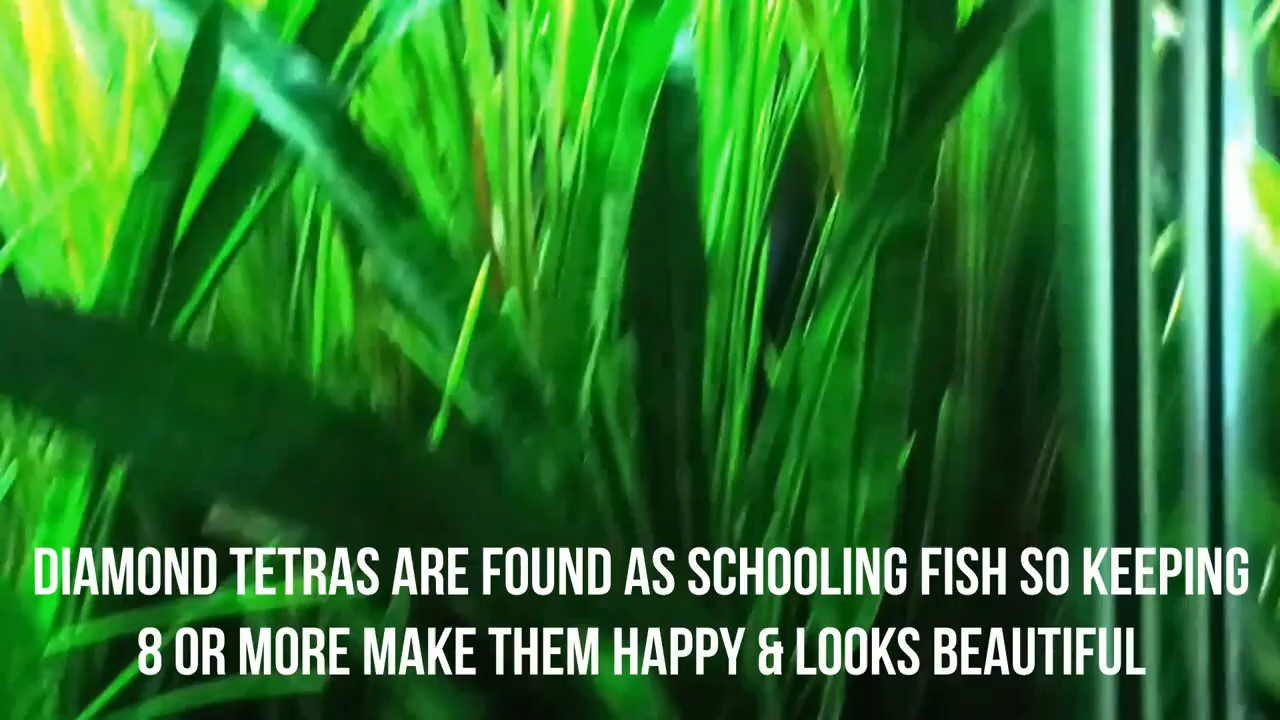 DIAMOND TETRAS ARE FOUND AS SCHOOLING FISH SO KEEPING
8 OR MORE MAKE THEM HAPPY & LOOKS BEAUTIFUL